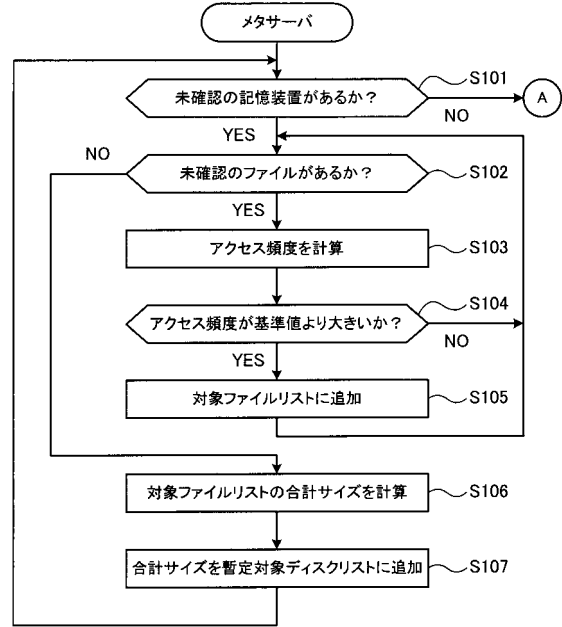 メタサーバ
未確認の記憶装置があるか？
S101
A
YES
NO
未確認のファイルがあるか？
S102
NO
YES
アクセス頻度を計算
S103
アクセス頻度が基準値より大きいか？
S104
YES
NO
対象ファイルリストに追加
S105
対象ファイルリストの合計サイズを計算
S106
合計サイズを暫定対象ディスクリストに追加
S107